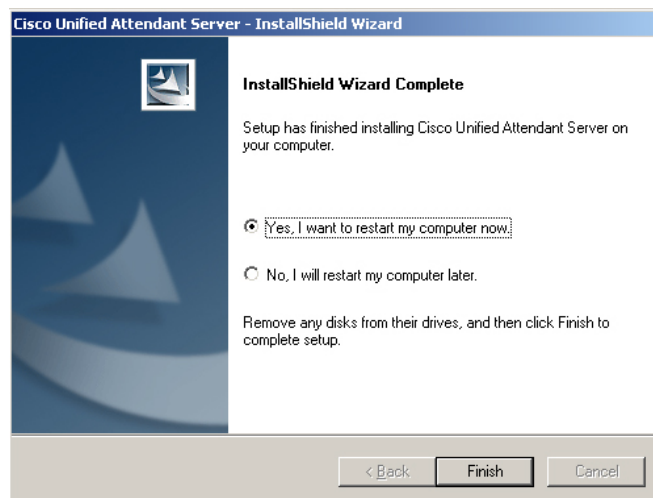 Cisco Unified Attendant Server - InstallShield Wizard
InstallShield Wizard Complete
Setup has finished installing Cisco Unified Attendant Server on
your computer.
Yes, I want to restart my computer now.
No, I will restart my computer later.
Remove any disks from their drives, and then click Finish to
complete setup.
< Back
Finish
Cancel